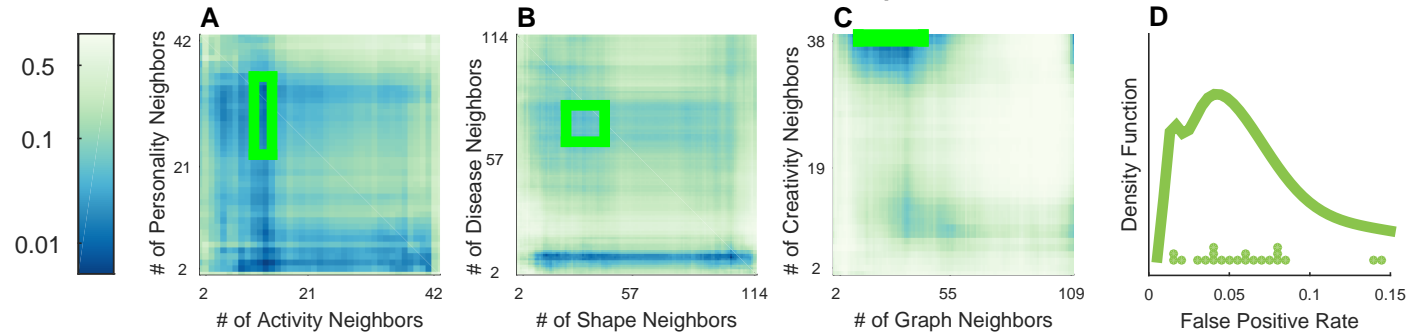 0.5
0.1
0.01
A
# of Personality Neighbors
42
21
2
2 21 42
# of Activity Neighbors
B
# of Disease Neighbors
114
57
2
2 57 114
# of Shape Neighbors
C
# of Creativity Neighbors
38
19
2
2 55 109
# of Graph Neighbors
D
Density Function
0 0.05 0.1 0.15
False Positive Rate